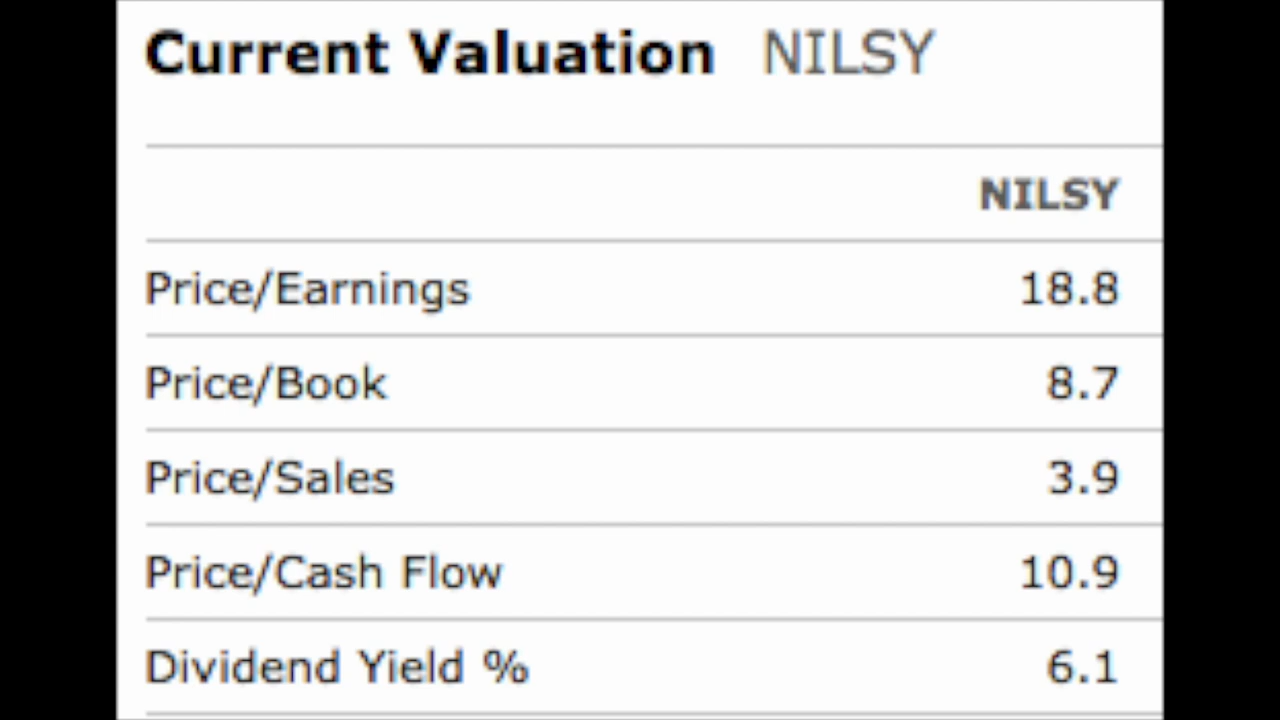 Current Valuation NILSY
NILSY
Price/Earnings 18.8
Price/Book 8.7
Price/Sales 3.9
Price/Cash Flow 10.9
Dividend Yield % 6.1